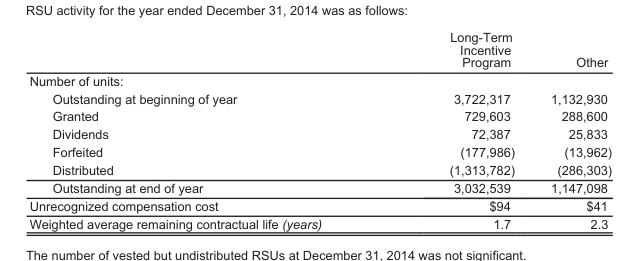 RSU activity for the year ended December 31, 2014 was as follows:
Long-Term
Incentive
Program Other
Number of units:
Outstanding at beginning of year 3,722,317 1,132,930
Granted 729,603 288,600
Dividends 72,387 25,833
Forfeited (177,986) (13,962)
Distributed (1,313,782) (286,303)
Outstanding at end of year 3,032,539 1,147,098
Unrecognized compensation cost $94 $41
Weighted average remaining contractual life (years) 1.7 2.3
The number of vested but undistributed RSUs at December 31, 2014 was not significant.